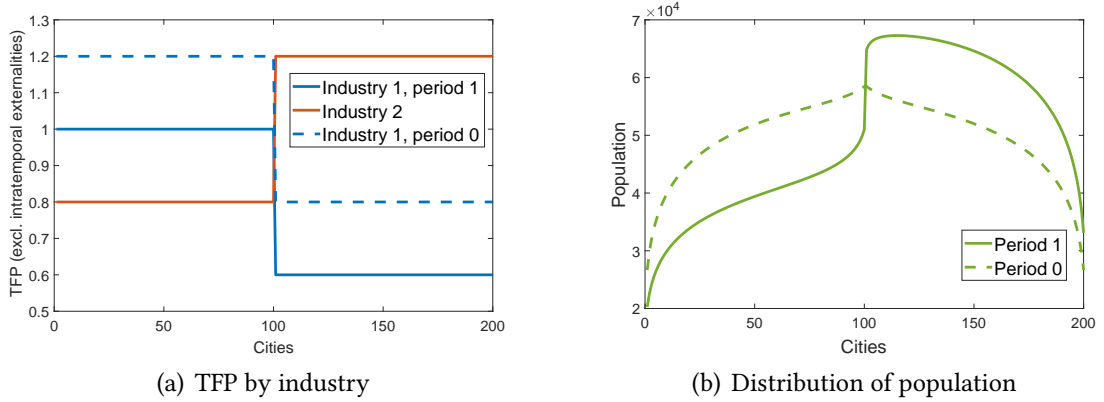 TFP (excl. intratemporal externalities)
1.3
1.2
1.1
1
0.9
0.8
0.7
0.6
0.5
0
50
100
150
200
Cities
Industry 1, period 1
Industry 2
Industry 1, period 0
(a) TFP by industry
×10⁴
Population
7
6
5
4
3
2
0
50
100
150
200
Cities
Period 1
Period 0
(b) Distribution of population